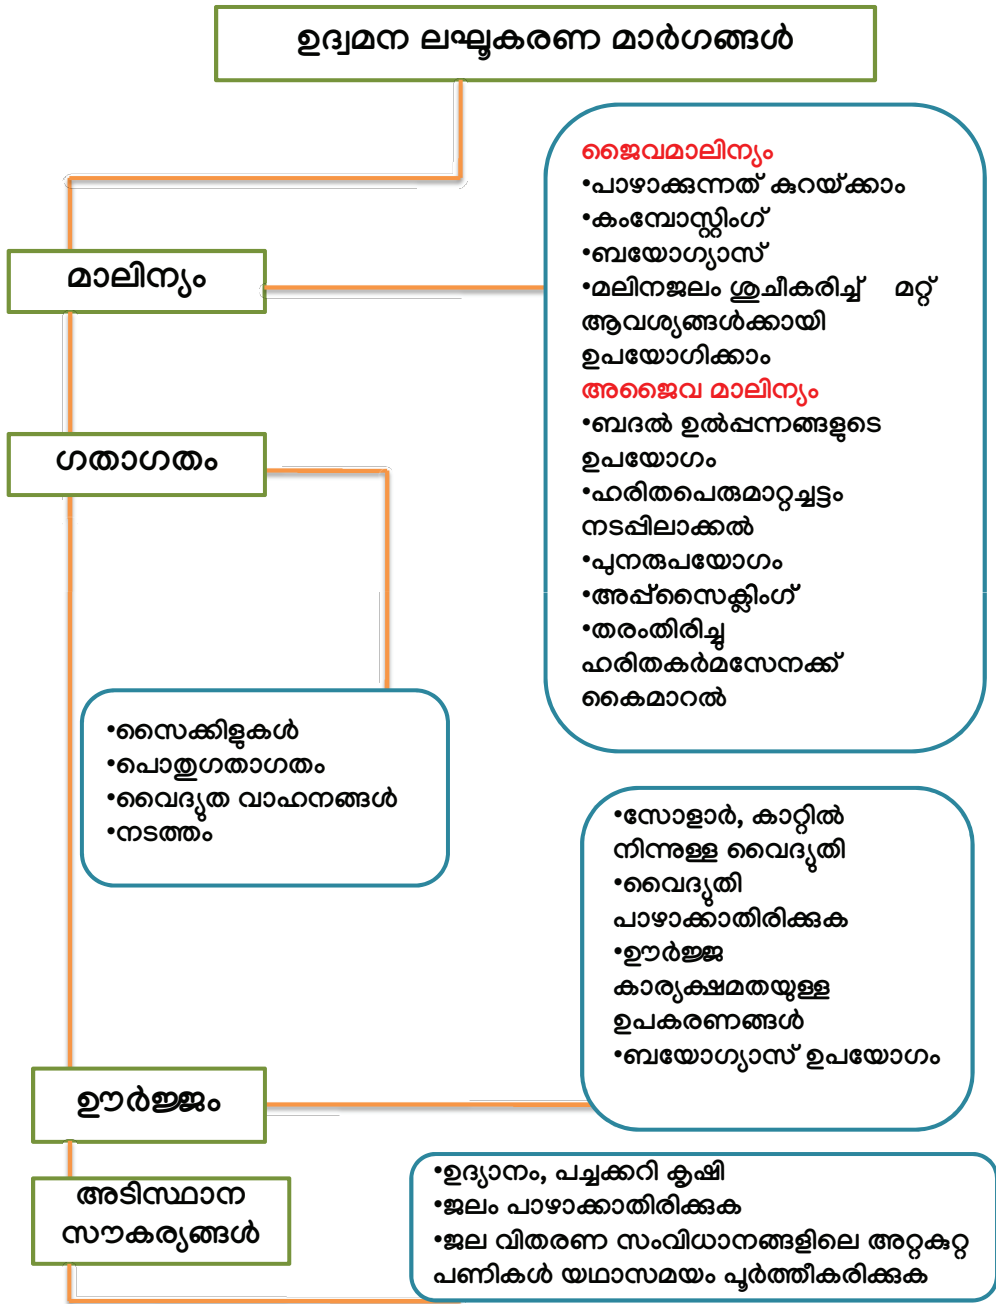 ഉദ്വമന ലഘൂകരണ മാർഗങ്ങൾ
മാലിന്യം
ജൈവമാലിന്യം
•പാഴാക്കുന്നത് കുറയ്ക്കാം
•കംമ്പോസ്റ്റിംഗ്
•ബയോഗ്യാസ്
•മലിനജലം ശുചീകരിച്ച് മറ്റ്
ആവശ്യങ്ങൾക്കായി
ഉപയോഗിക്കാം
അജൈവ മാലിന്യം
•ബദൽ ഉൽപ്പന്നങ്ങളുടെ
ഉപയോഗം
•ഹരിതപെരുമാറ്റച്ചട്ടം
നടപ്പിലാക്കൽ
•പുനരുപയോഗം
•അപ്പ്സൈക്ലിംഗ്
•തരംതിരിച്ചു
ഹരിതകർമസേനക്ക്
കൈമാറൽ
ഗതാഗതം
•സൈക്കിളുകൾ
•പൊതുഗതാഗതം
•വൈദ്യുത വാഹനങ്ങൾ
•നടത്തം
ഊർജ്ജം
•സോളാർ, കാറ്റിൽ
നിന്നുള്ള വൈദ്യുതി
•വൈദ്യുതി
പാഴാക്കാതിരിക്കുക
•ഊർജ്ജ
കാര്യക്ഷമതയുള്ള
ഉപകരണങ്ങൾ
•ബയോഗ്യാസ് ഉപയോഗം
അടിസ്ഥാന
സൗകര്യങ്ങൾ
•ഉദ്യാനം, പച്ചക്കറി കൃഷി
•ജലം പാഴാക്കാതിരിക്കുക
•ജല വിതരണ സംവിധാനങ്ങളിലെ അറ്റകുറ്റ
പണികൾ യഥാസമയം പൂർത്തീകരിക്കുക